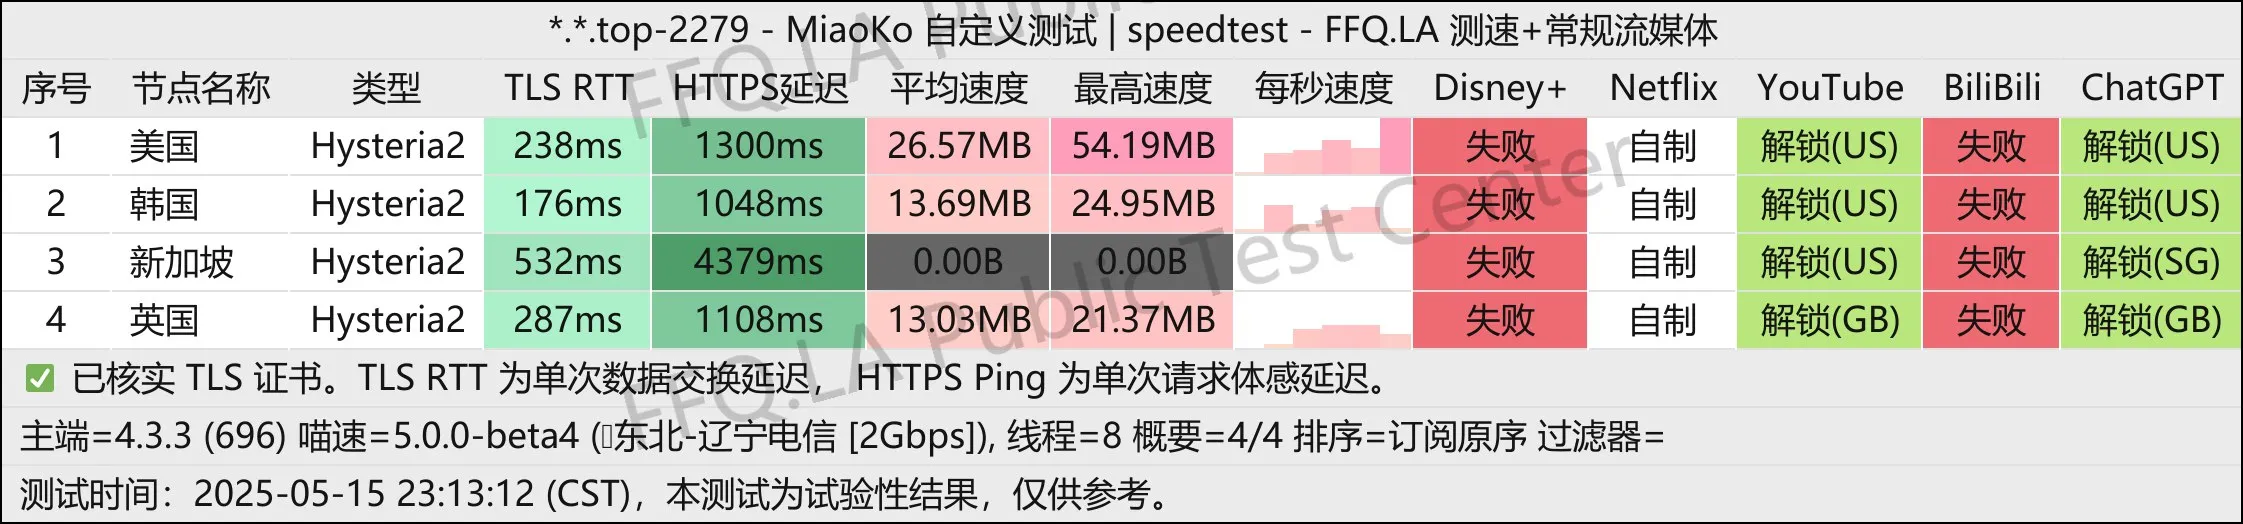 *.*.top-2279 - MiaoKo 自定义测试 | speedtest - FFQ.LA 测速+常规流媒体
序号 节点名称 类型 TLS RTT HTTPS延迟 平均速度 最高速度 每秒速度 Disney+ Netflix YouTube BiliBili ChatGPT
1 美国 Hysteria2 238ms 1300ms 26.57MB 54.19MB 失败 自制 解锁(US) 失败 解锁(US)
2 韩国 Hysteria2 176ms 1048ms 13.69MB 24.95MB 失败 自制 解锁(US) 失败 解锁(US)
3 新加坡 Hysteria2 532ms 4379ms 0.00B 0.00B 失败 自制 解锁(US) 失败 解锁(SG)
4 英国 Hysteria2 287ms 1108ms 13.03MB 21.37MB 失败 自制 解锁(GB) 失败 解锁(GB)
✅ 已核实 TLS 证书。TLS RTT 为单次数据交换延迟， HTTPS Ping 为单次请求体感延迟。
主端=4.3.3 (696) 喵速=5.0.0-beta4 (东北-辽宁电信 [2Gbps]), 线程=8 概要=4/4 排序=订阅原序 过滤器=
测试时间：2025-05-15 23:13:12 (CST)，本测试为试验性结果，仅供参考。
FFQ.LA Public Test Center
FFQ.LA Public Test Center